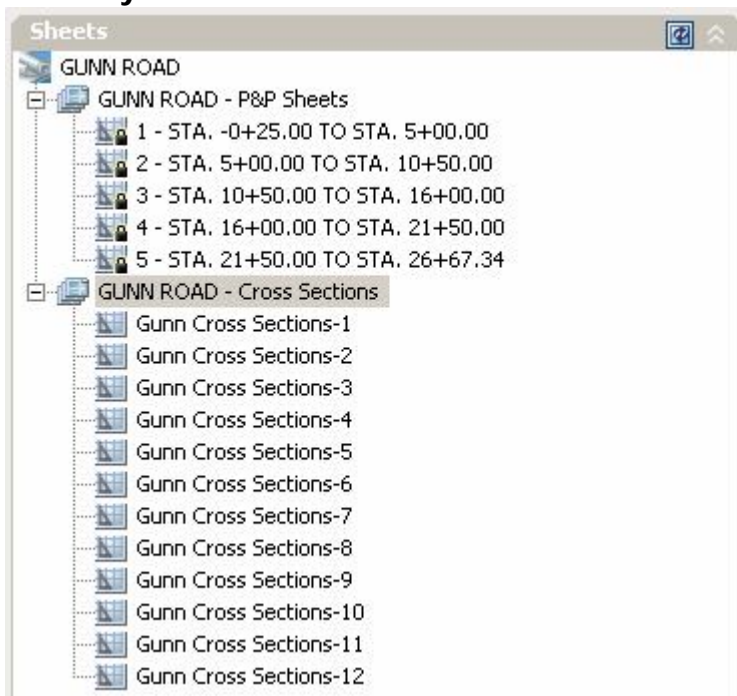 Sheets
GUNN ROAD
GUNN ROAD - P&P Sheets
1 - STA. -0+25.00 TO STA. 5+00.00
2 - STA. 5+00.00 TO STA. 10+50.00
3 - STA. 10+50.00 TO STA. 16+00.00
4 - STA. 16+00.00 TO STA. 21+50.00
5 - STA. 21+50.00 TO STA. 26+67.34
GUNN ROAD - Cross Sections
Gunn Cross Sections-1
Gunn Cross Sections-2
Gunn Cross Sections-3
Gunn Cross Sections-4
Gunn Cross Sections-5
Gunn Cross Sections-6
Gunn Cross Sections-7
Gunn Cross Sections-8
Gunn Cross Sections-9
Gunn Cross Sections-10
Gunn Cross Sections-11
Gunn Cross Sections-12